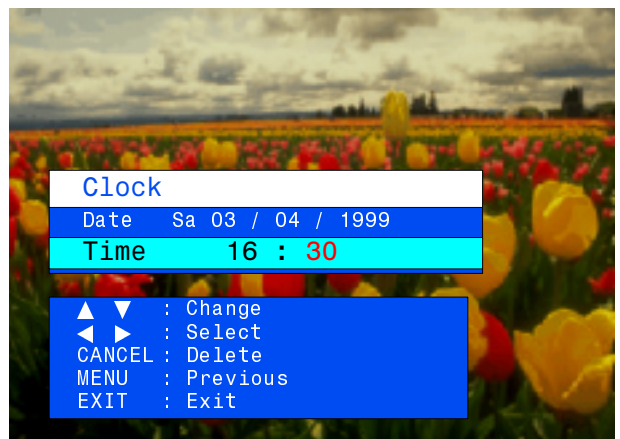 Clock
Date Sa 03 / 04 / 1999
Time 16 : 30
▲ ▼ : Change
◀ ▶ : Select
CANCEL : Delete
MENU : Previous
EXIT : Exit